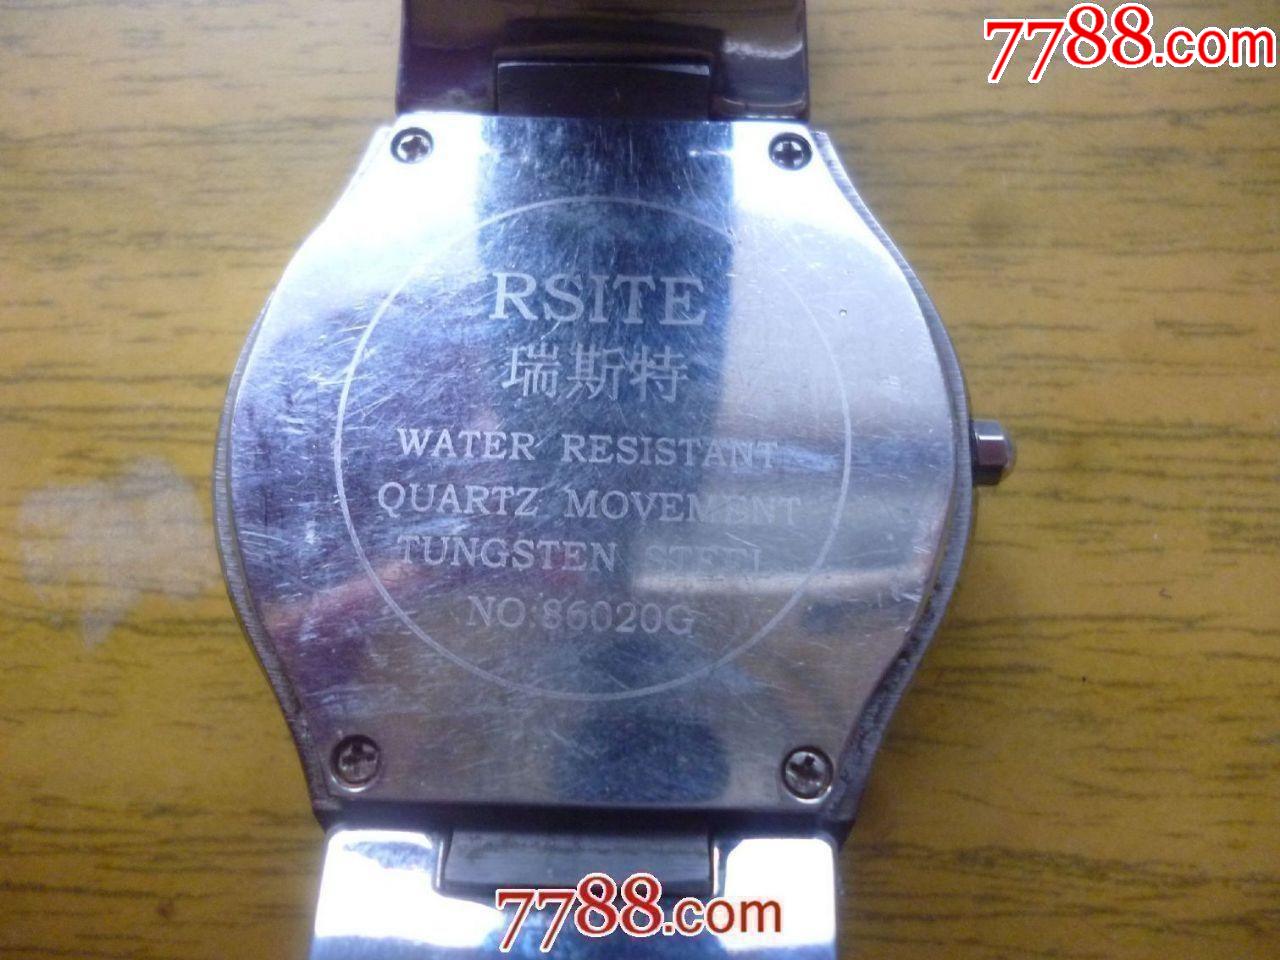 7788.com
RSITE
瑞斯特
WATER RESISTANT
QUARTZ MOVEMENT
TUNGSTEN STEEL
NO:86020G
7788.com